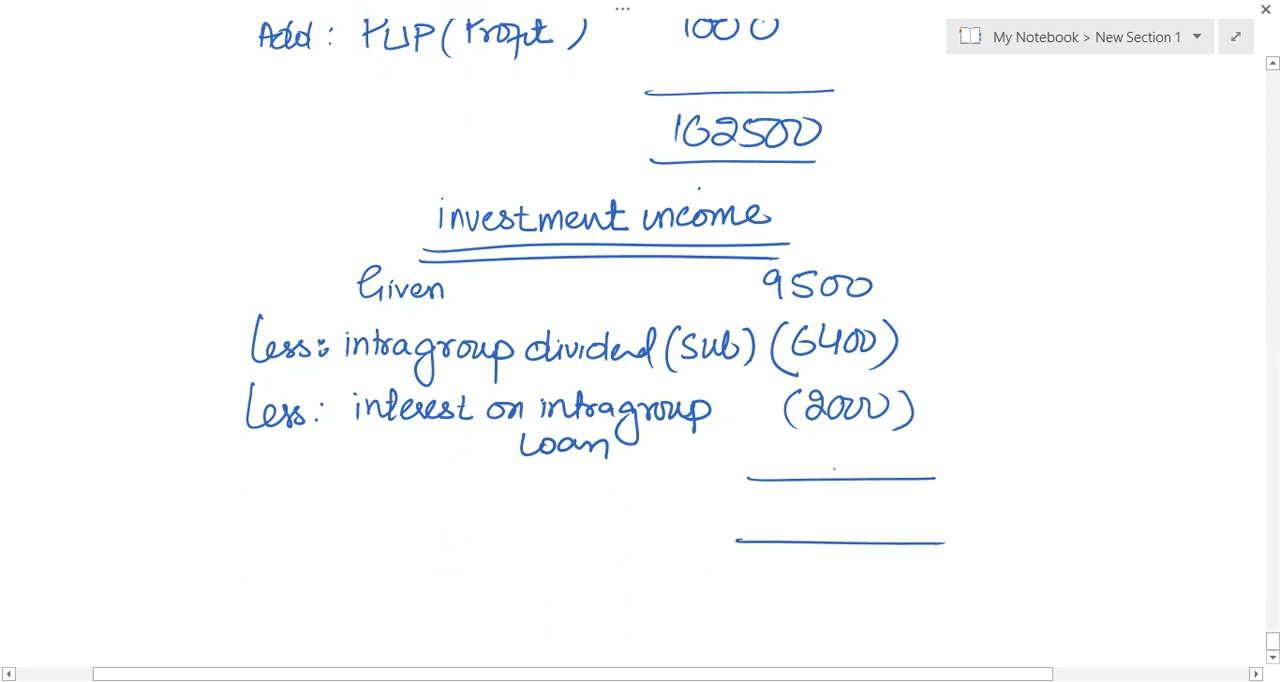 ...
My Notebook > New Section 1
Add: PUP (Profit) 1000
162500
investment income
Given 9500
Less: intragroup dividend (Sub) (6400)
Less: interest on intragroup (2000)
Loan